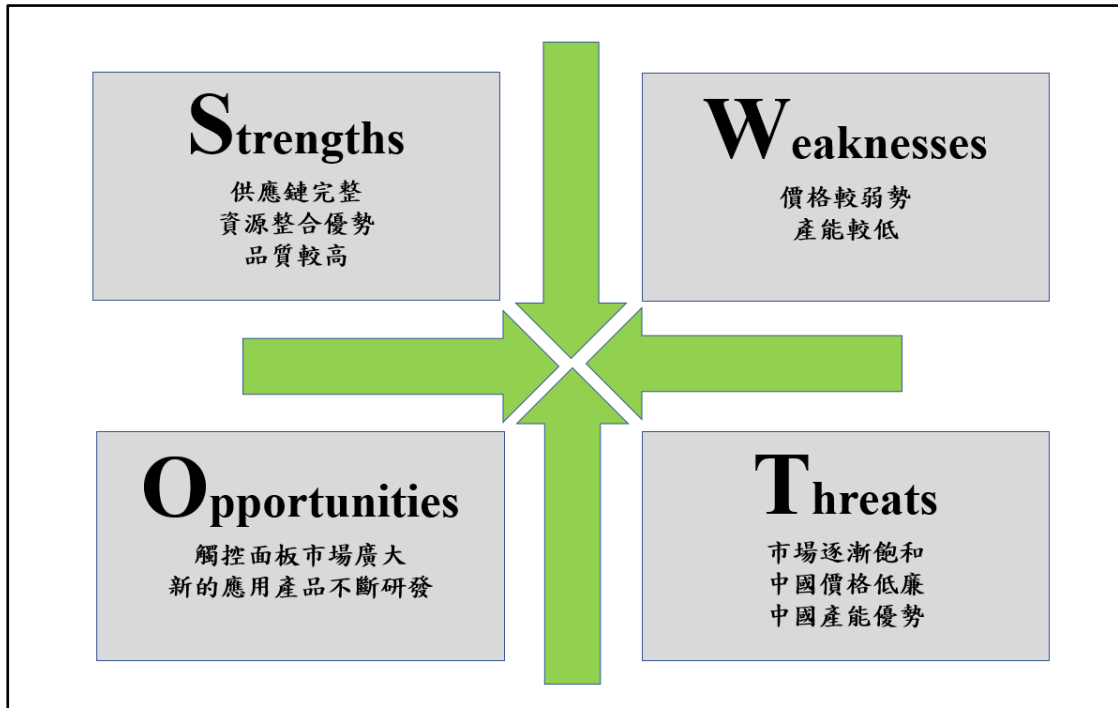 Strengths
供應鏈完整
資源整合優勢
品質較高
Weaknesses
價格較弱勢
產能較低
Opportunities
觸控面板市場廣大
新的應用產品不斷研發
Threats
市場逐漸飽和
中國價格低廉
中國產能優勢